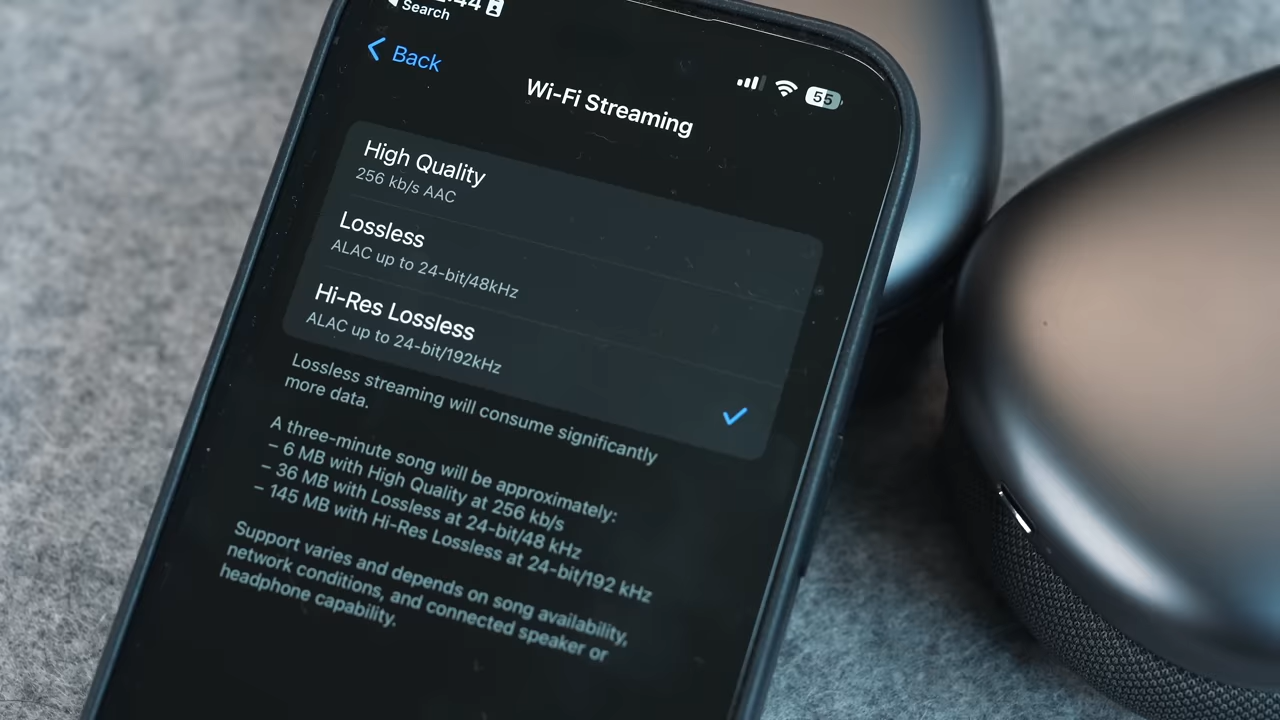 Search
Back
55
Wi-Fi Streaming
High Quality
256 kb/s AAC
Lossless
ALAC up to 24-bit/48kHz
Hi-Res Lossless
ALAC up to 24-bit/192kHz
Lossless streaming will consume significantly
more data.
A three-minute song will be approximately:
– 6 MB with High Quality at 256 kb/s
– 36 MB with Lossless at 24-bit/48 kHz
– 145 MB with Hi-Res Lossless at 24-bit/192 kHz
Support varies and depends on song availability,
network conditions, and connected speaker or
headphone capability.